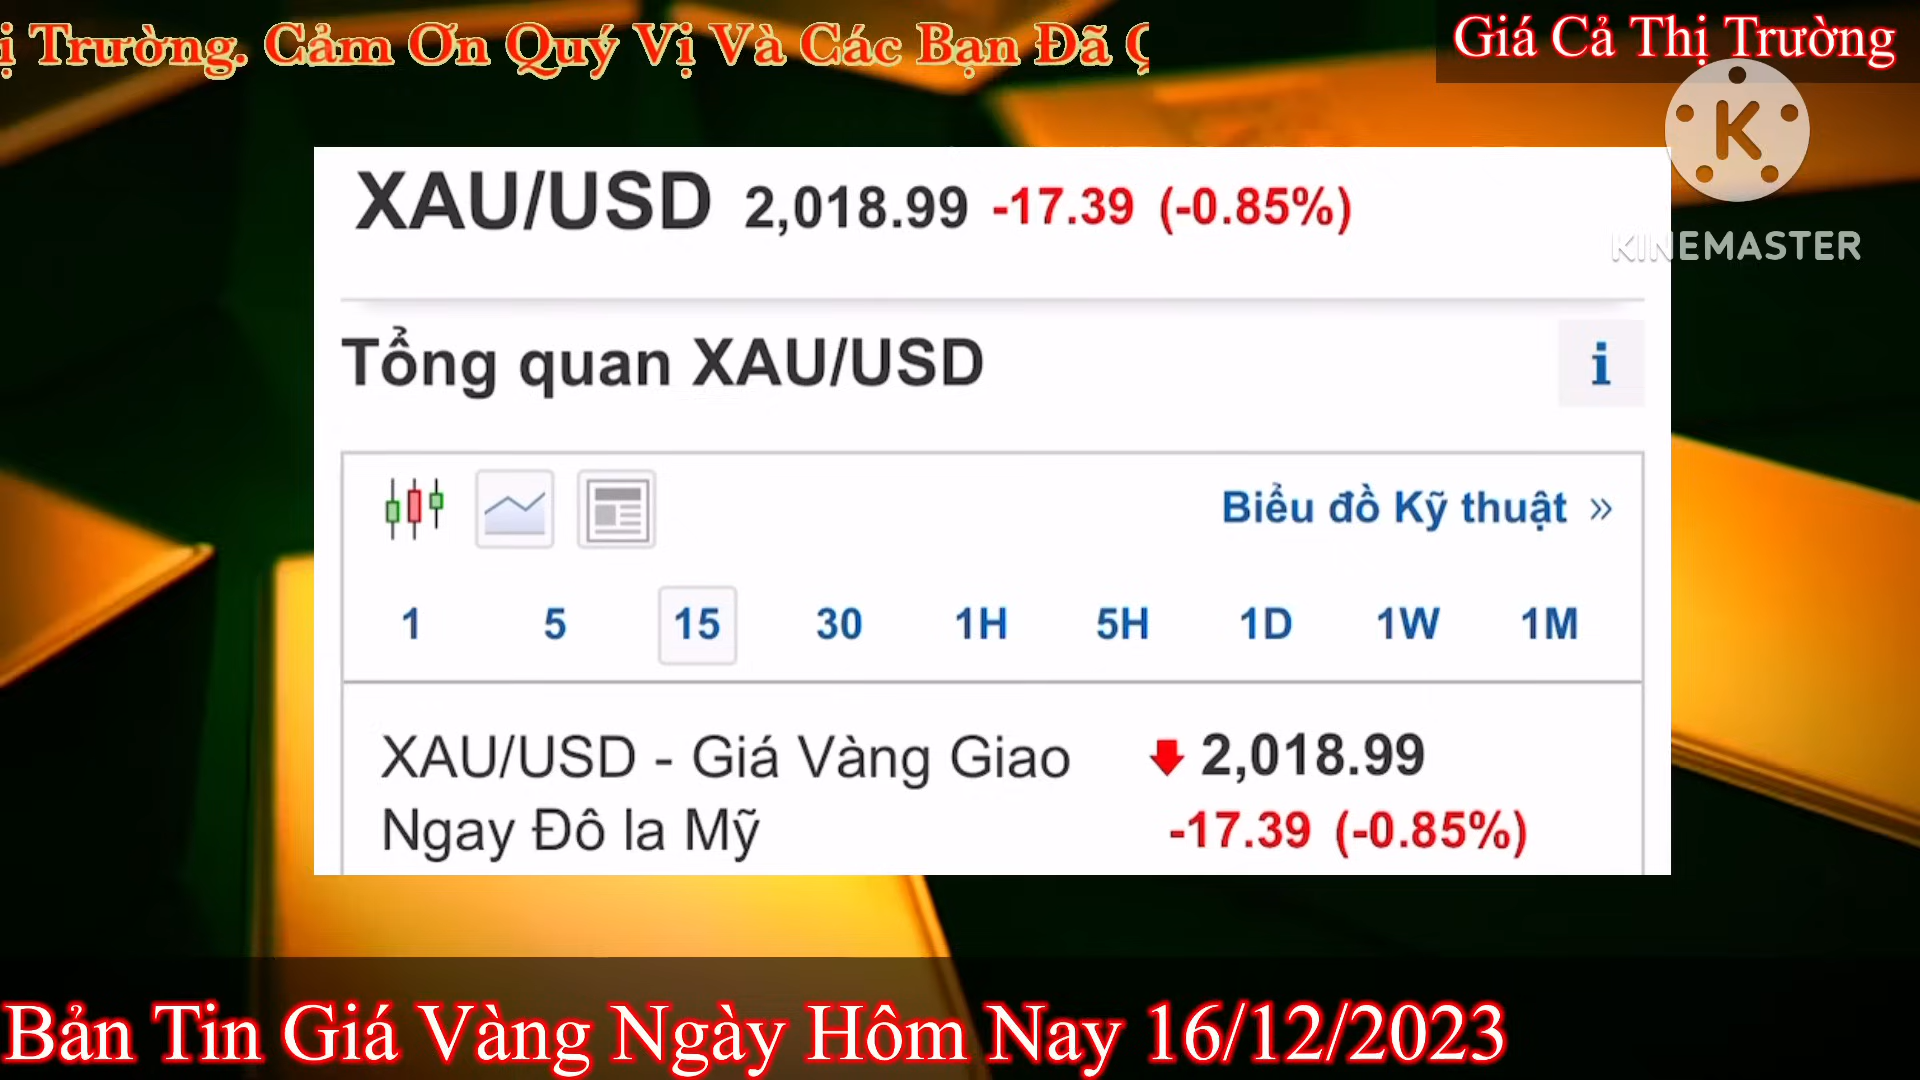 ị Trường. Cảm Ơn Quý Vị Và Các Bạn Đã
Giá Cả Thị Trường
K
KINEMASTER
XAU/USD 2,018.99 -17.39 (-0.85%)
Tổng quan XAU/USD
i
Biểu đồ Kỹ thuật »
1 5 15 30 1H 5H 1D 1W 1M
XAU/USD - Giá Vàng Giao 2,018.99
Ngay Đô la Mỹ -17.39 (-0.85%)
Bản Tin Giá Vàng Ngày Hôm Nay 16/12/2023